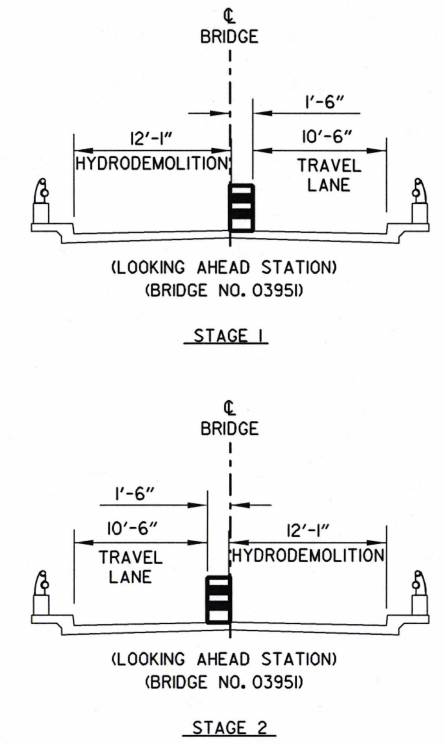 ℄
BRIDGE
1'-6"
12'-1"
10'-6"
HYDRODEMOLITION
TRAVEL
LANE
(LOOKING AHEAD STATION)
(BRIDGE NO. 03951)
STAGE 1
℄
BRIDGE
1'-6"
10'-6"
12'-1"
TRAVEL
LANE
HYDRODEMOLITION
(LOOKING AHEAD STATION)
(BRIDGE NO. 03951)
STAGE 2